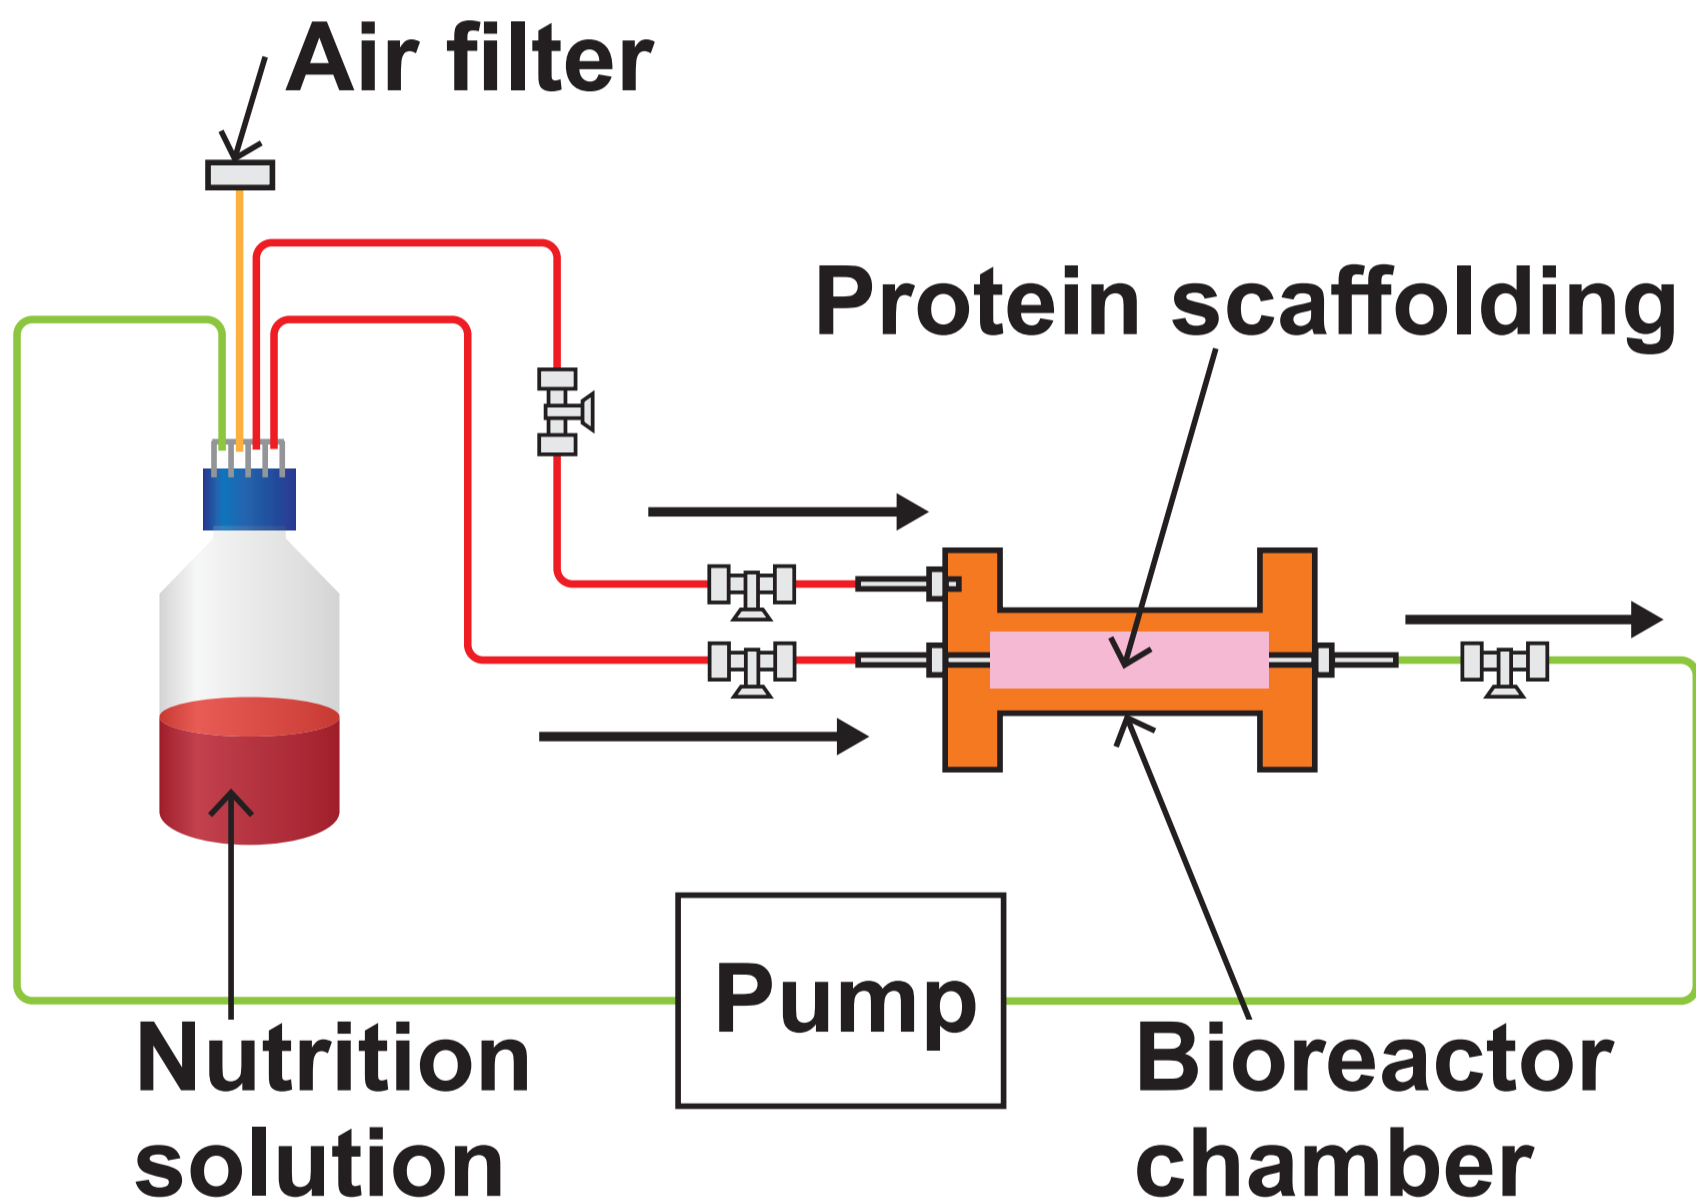 Air filter
Protein scaffolding
Pump
Nutrition
solution
Bioreactor
chamber